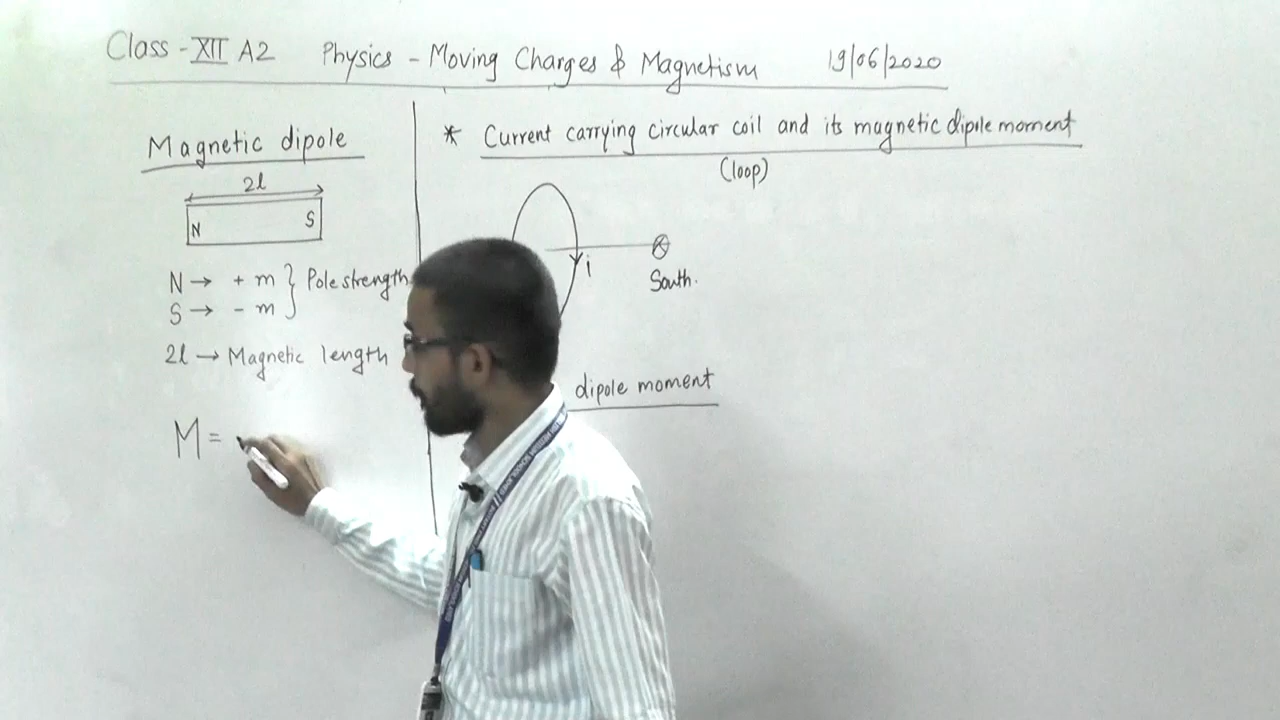 Class - XII A2 Physics - Moving Charges & Magnetism 19/06/2020
Magnetic dipole
2l
N S
N → + m } Pole strength
S → - m
2l → Magnetic length
M =
* Current carrying circular coil and its magnetic dipole moment
(loop)
i
South.
dipole moment